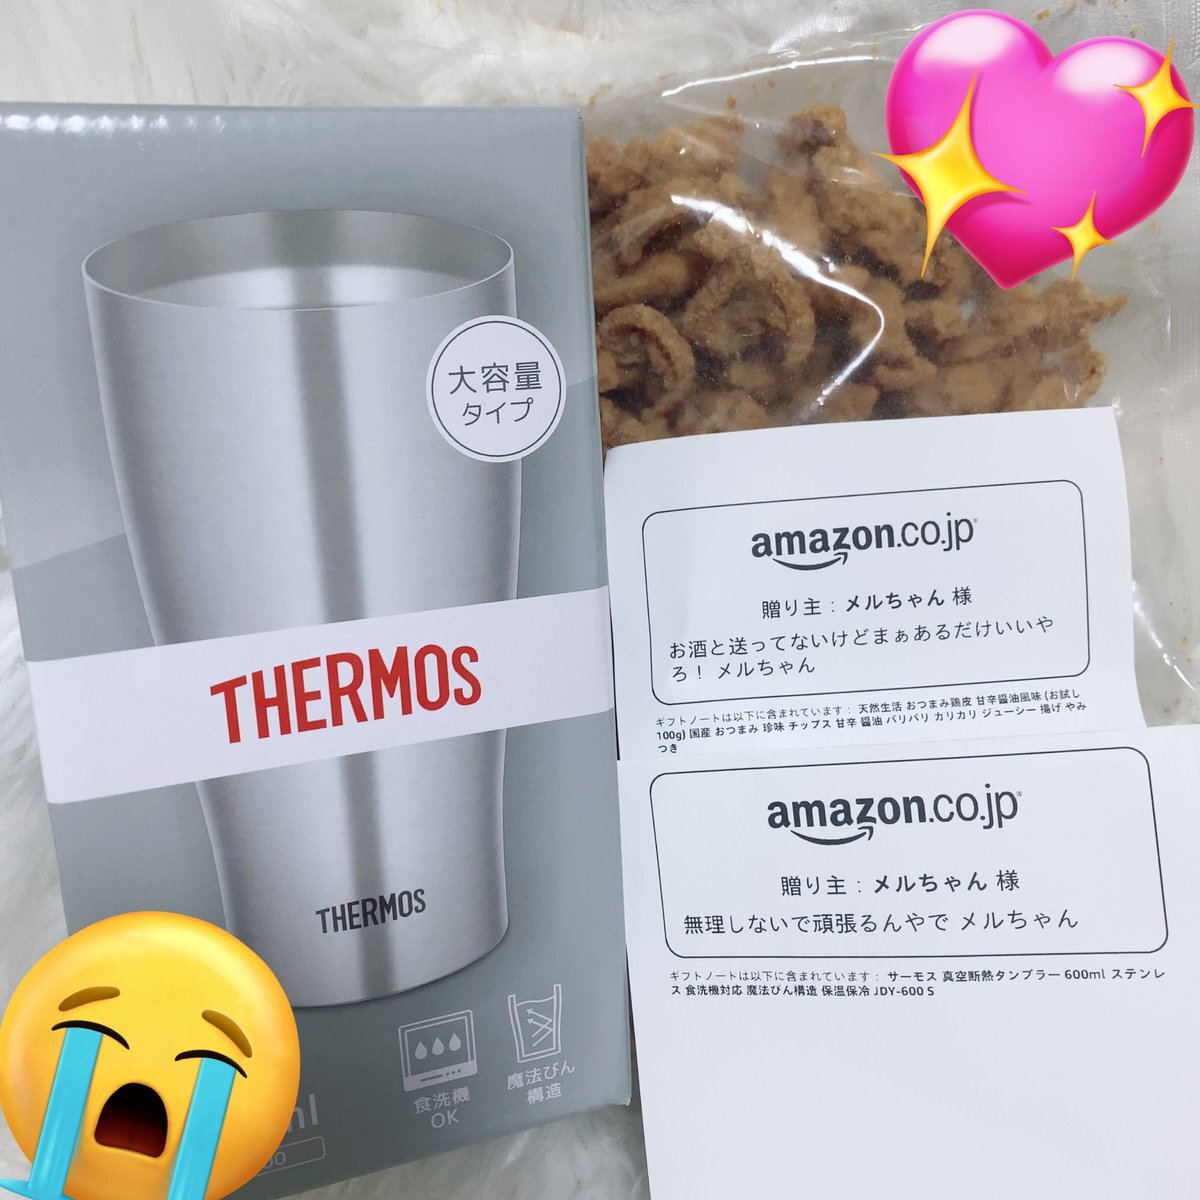 大容量
タイプ
THERMOS
THERMOS
食洗機
OK
魔法びん
構造
amazon.co.jp
贈り主：メルちゃん 様
お酒と送ってないけどまぁあるだけいいや
ろ！ メルちゃん
ギフトノートは以下に含まれています： 天然生活 おつまみ鶏皮 甘辛醤油風味 (お試し
100g) 国産 おつまみ 珍味 チップス 甘辛 醤油 パリパリ カリカリ ジューシー 揚げ やみ
つき
amazon.co.jp
贈り主：メルちゃん 様
無理しないで頑張るんやで メルちゃん
ギフトノートは以下に含まれています： サーモス 真空断熱タンブラー 600ml ステンレ
ス 食洗機対応 魔法びん構造 保温保冷 JDY-600 S